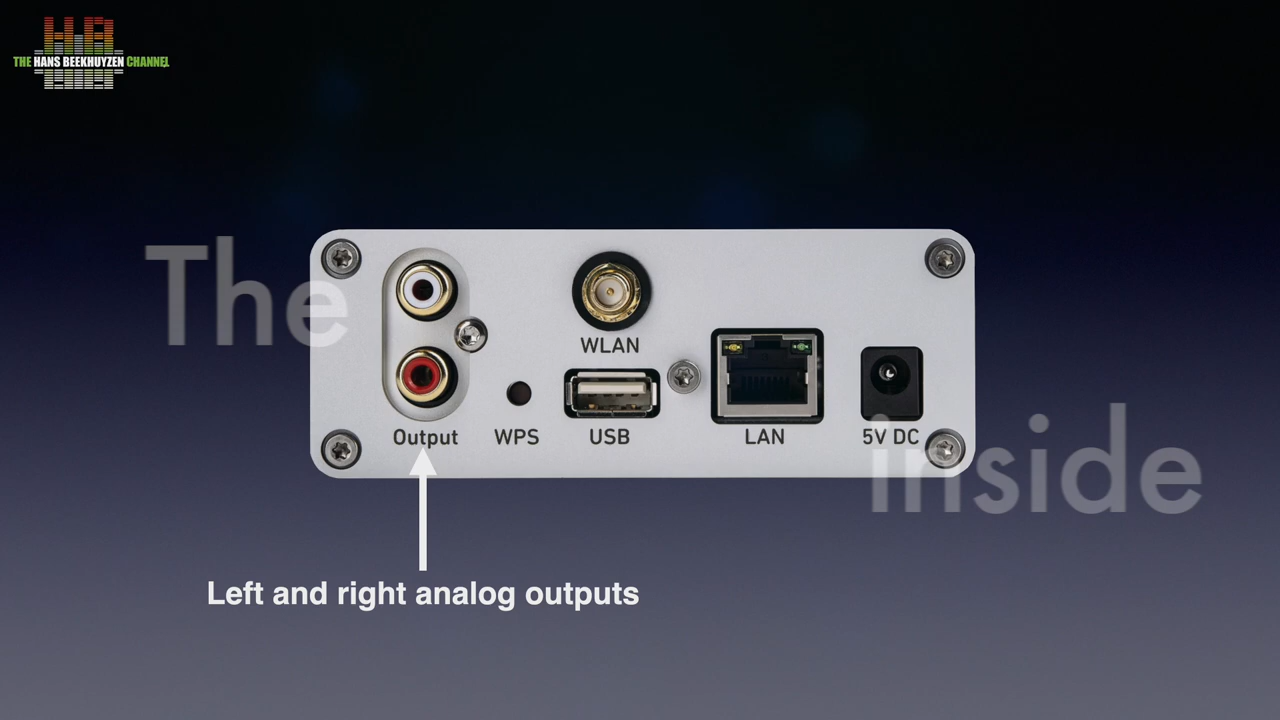 THE HANS BEEKHUYZEN CHANNEL
The
WLAN
Output
WPS
USB
LAN
5V DC
inside
Left and right analog outputs